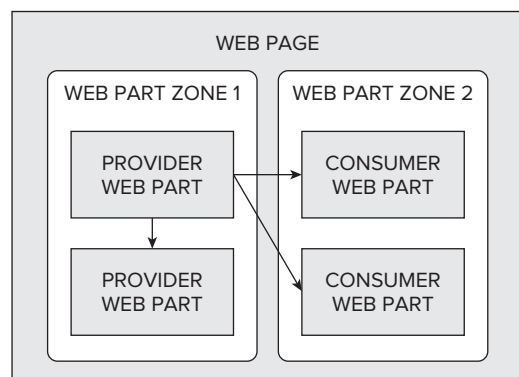 WEB PAGE
WEB PART ZONE 1
PROVIDER
WEB PART
PROVIDER
WEB PART
WEB PART ZONE 2
CONSUMER
WEB PART
CONSUMER
WEB PART